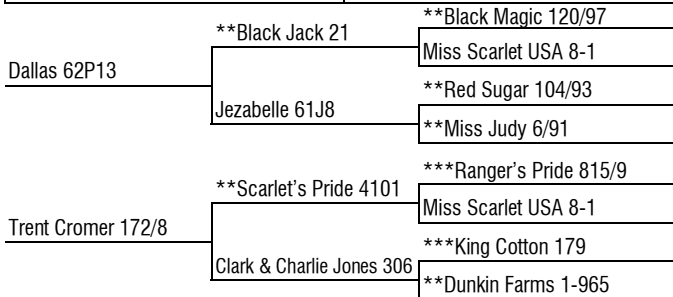 **Black Magic 120/97
**Black Jack 21
Miss Scarlet USA 8-1
Dallas 62P13
**Red Sugar 104/93
Jezabelle 61J8
**Miss Judy 6/91
***Ranger's Pride 815/9
**Scarlet's Pride 4101
Miss Scarlet USA 8-1
Trent Cromer 172/8
***King Cotton 179
Clark & Charlie Jones 306
**Dunkin Farms 1-965